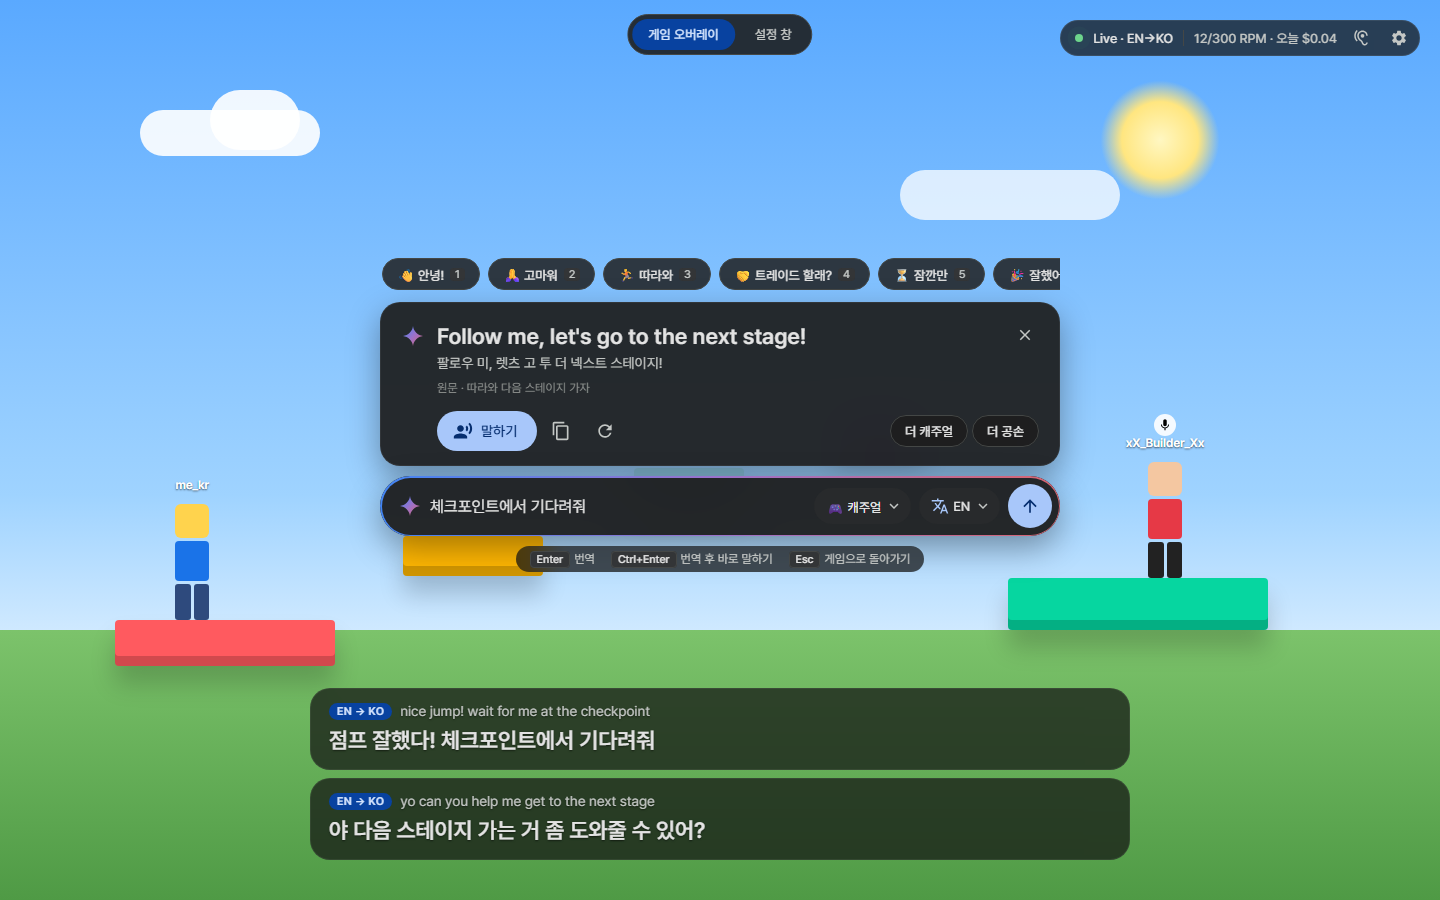 게임 오버레이 설정 창
Live · EN→KO 12/300 RPM · 오늘 $0.04
👋 안녕! 1 🙏 고마워 2 🏃 따라와 3 🤝 트레이드 할래? 4 ⏳ 잠깐만 5 🎉 잘했어
Follow me, let's go to the next stage!
팔로우 미, 렛츠 고 투 더 넥스트 스테이지!
원문 · 따라와 다음 스테이지 가자
말하기 더 캐주얼 더 공손
체크포인트에서 기다려줘 🎮 캐주얼 EN
Enter 번역 Ctrl+Enter 번역 후 바로 말하기 Esc 게임으로 돌아가기
xX_Builder_Xx
me_kr
EN → KO nice jump! wait for me at the checkpoint
점프 잘했다! 체크포인트에서 기다려줘
EN → KO yo can you help me get to the next stage
야 다음 스테이지 가는 거 좀 도와줄 수 있어?